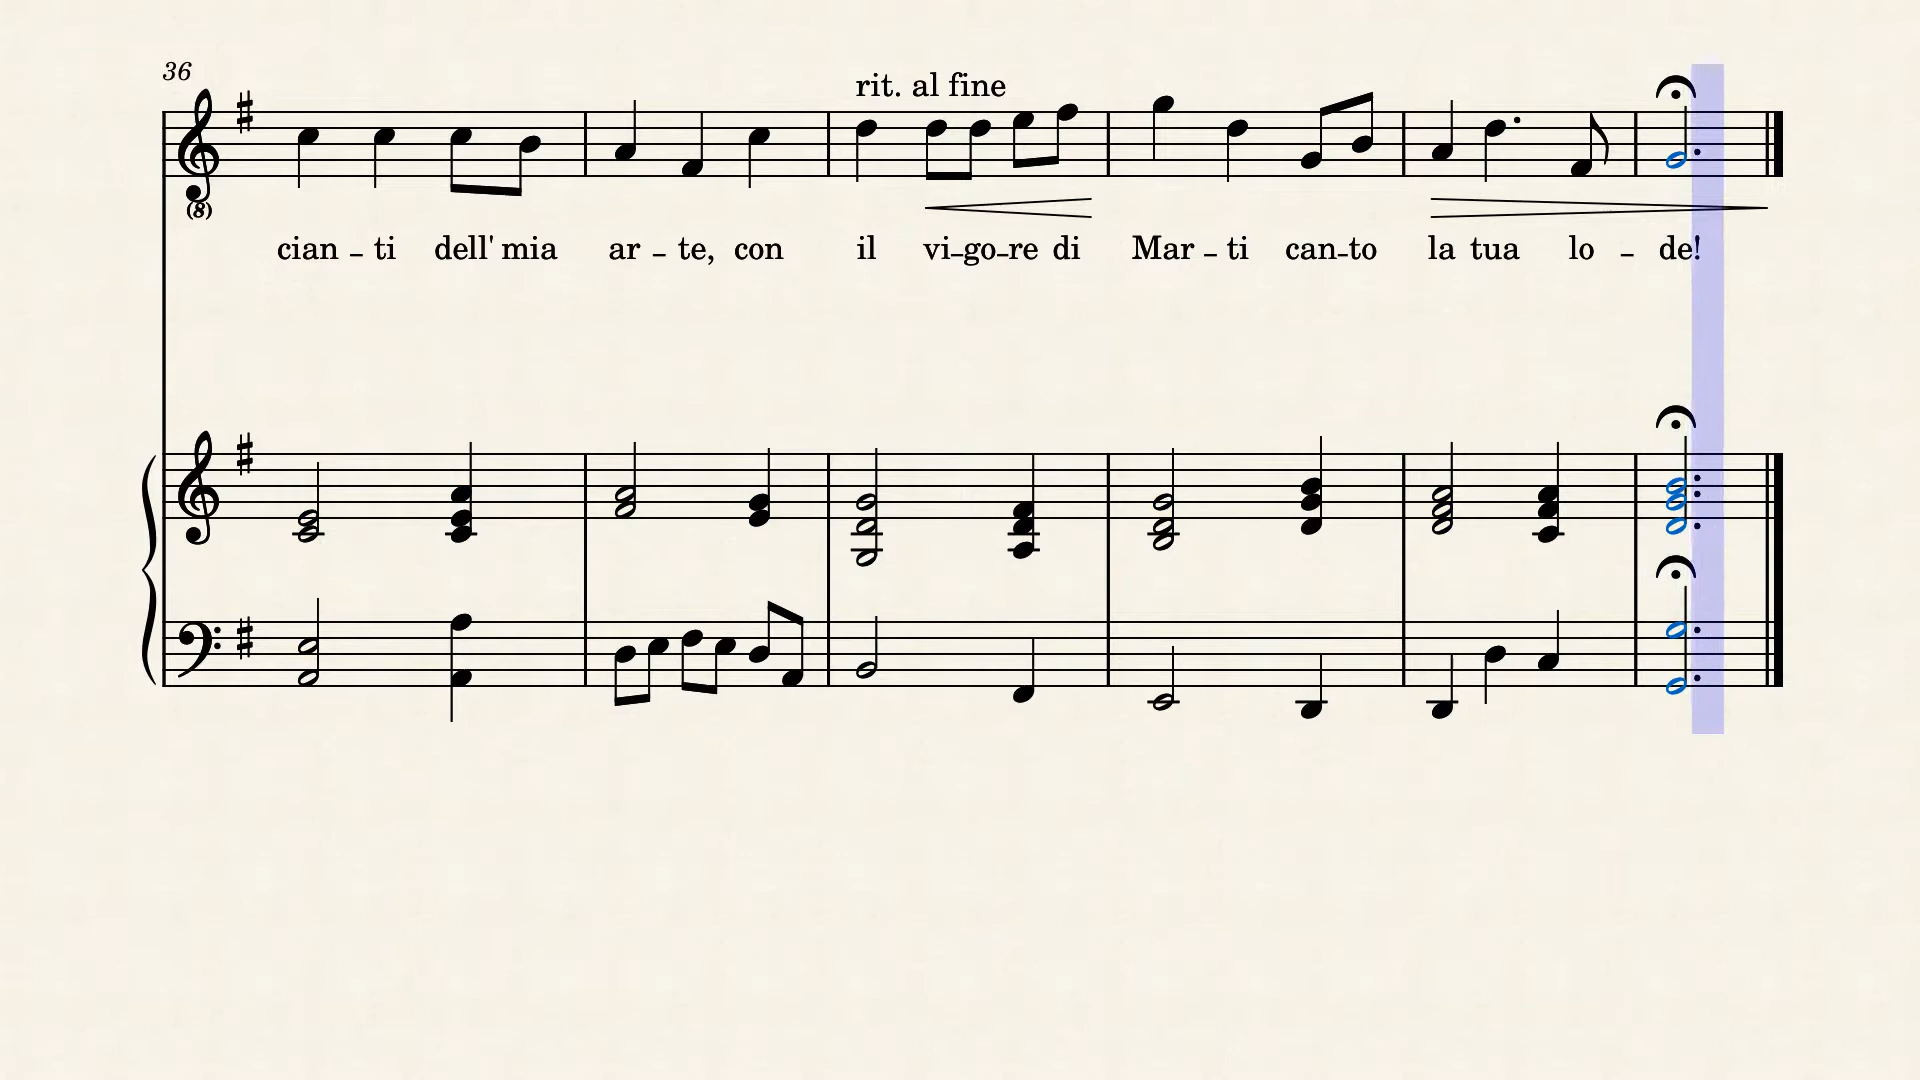 36
rit. al fine
(8)
cian – ti dell' mia ar – te, con il vi–go–re di Mar – ti can–to la tua lo – de!